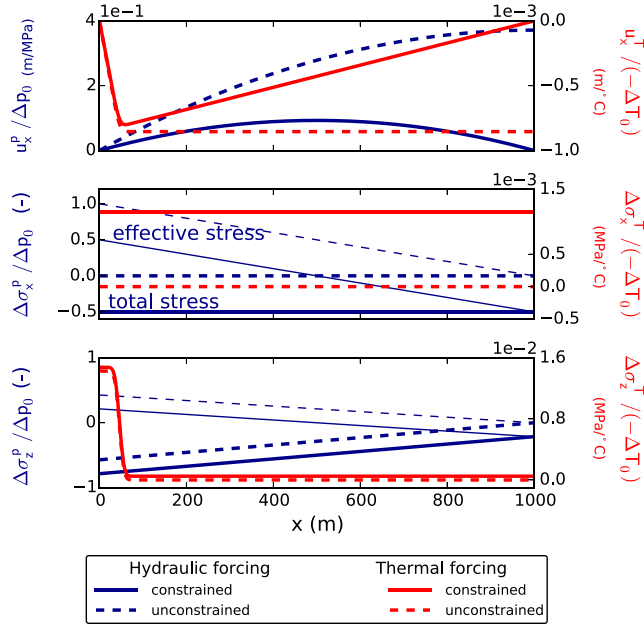 1e−1
1e−3
u_x^p / Δp_0 (m/MPa)
4
2
0
0.0
−0.5
−1.0
u_x^T / (−ΔT_0)
(m/°C)
1e−3
Δσ_x^p / Δp_0 (-)
1.0
0.5
0.0
−0.5
effective stress
total stress
1.5
1.0
0.5
0.0
−0.5
Δσ_x^T / (−ΔT_0)
(MPa/°C)
1e−2
Δσ_z^p / Δp_0 (-)
1
0
−1
1.6
0.8
0.0
Δσ_z^T / (−ΔT_0)
(MPa/°C)
0 200 400 600 800 1000
x (m)
Hydraulic forcing Thermal forcing
constrained constrained
unconstrained unconstrained